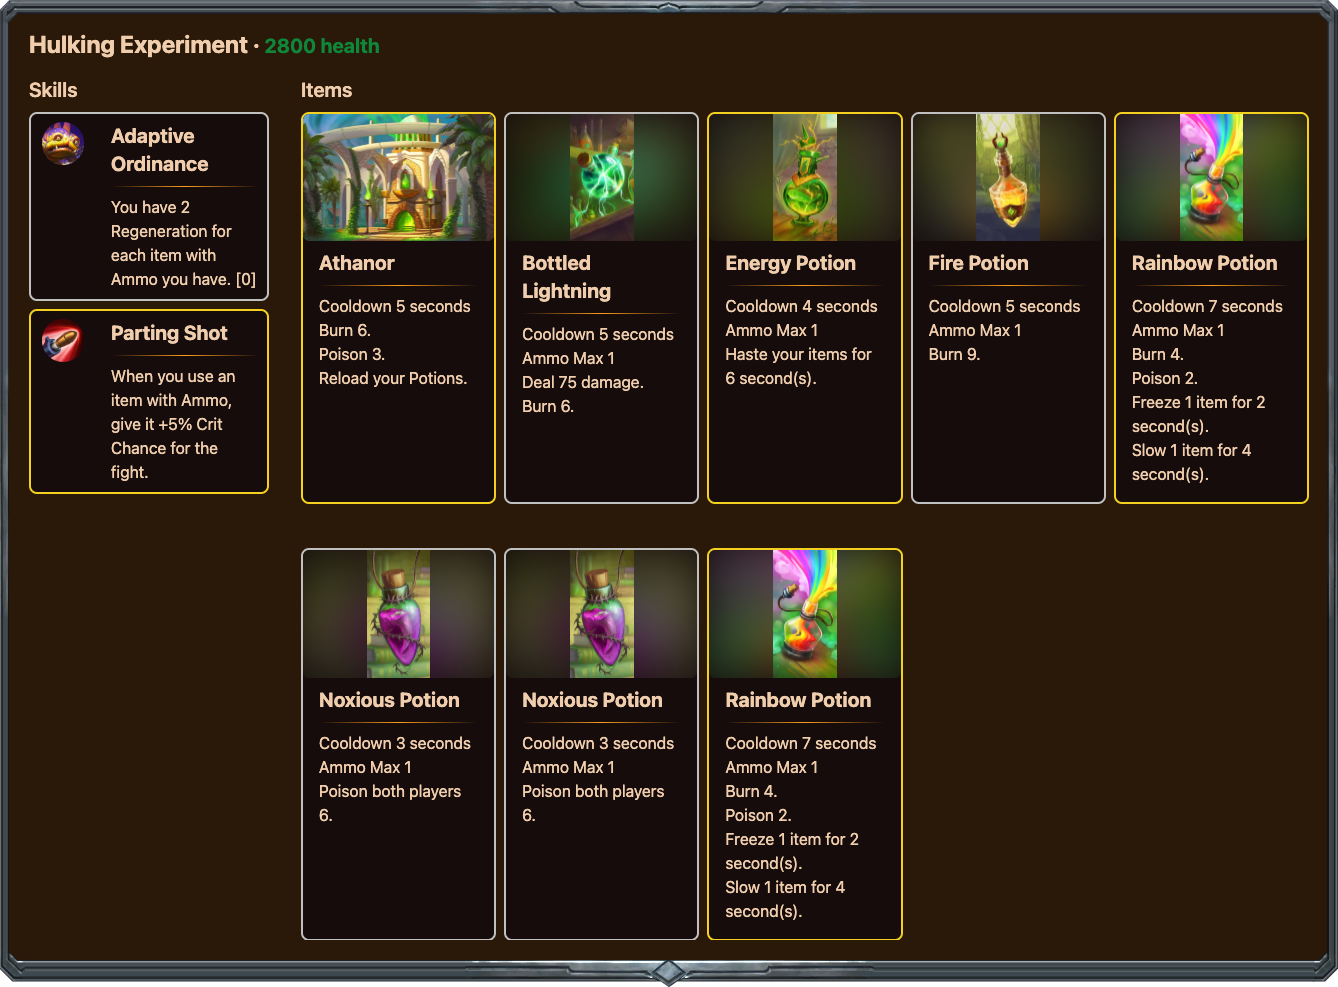 Hulking Experiment · 2800 health
Skills
Adaptive
Ordinance
You have 2
Regeneration for
each item with
Ammo you have. [0]
Parting Shot
When you use an
item with Ammo,
give it +5% Crit
Chance for the
fight.
Items
Athanor
Cooldown 5 seconds
Burn 6.
Poison 3.
Reload your Potions.
Bottled
Lightning
Cooldown 5 seconds
Ammo Max 1
Deal 75 damage.
Burn 6.
Energy Potion
Cooldown 4 seconds
Ammo Max 1
Haste your items for
6 second(s).
Fire Potion
Cooldown 5 seconds
Ammo Max 1
Burn 9.
Rainbow Potion
Cooldown 7 seconds
Ammo Max 1
Burn 4.
Poison 2.
Freeze 1 item for 2
second(s).
Slow 1 item for 4
second(s).
Noxious Potion
Cooldown 3 seconds
Ammo Max 1
Poison both players
6.
Noxious Potion
Cooldown 3 seconds
Ammo Max 1
Poison both players
6.
Rainbow Potion
Cooldown 7 seconds
Ammo Max 1
Burn 4.
Poison 2.
Freeze 1 item for 2
second(s).
Slow 1 item for 4
second(s).